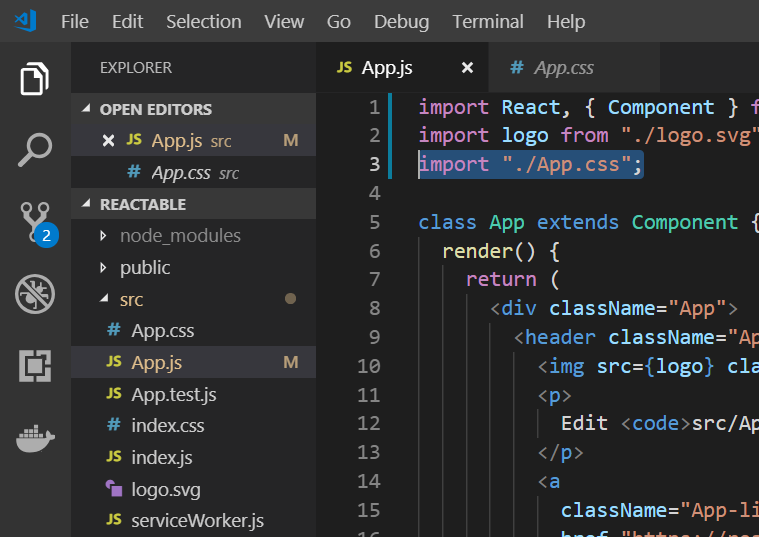 File Edit Selection View Go Debug Terminal Help
EXPLORER
OPEN EDITORS
JS App.js src M
# App.css src
REACTABLE
node_modules
public
src
# App.css
JS App.js M
JS App.test.js
# index.css
JS index.js
logo.svg
JS serviceWorker.js
2
JS App.js
# App.css
1 import React, { Component } f
2 import logo from "./logo.svg"
3 import "./App.css";
4
5 class App extends Component {
6 render() {
7 return (
8 <div className="App">
9 <header className="Ap
10 <img src={logo} cla
11 <p>
12 Edit <code>src/Ap
13 </p>
14 <a
15 className="App-li